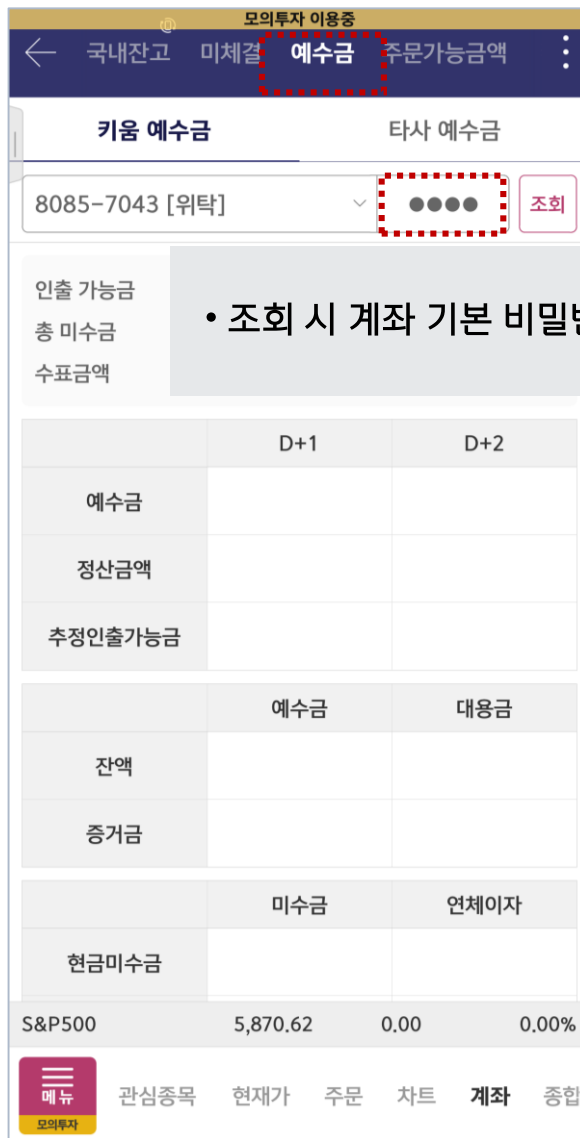 모의투자 이용중
국내잔고 미체결 예수금 주문가능금액
키움 예수금 타사 예수금
8085-7043 [위탁] ●●●● 조회
인출 가능금
총 미수금
수표금액
• 조회 시 계좌 기본
D+1 D+2
예수금
정산금액
추정인출가능금
예수금 대용금
잔액
증거금
미수금 연체이자
현금미수금
S&P500 5,870.62 0.00 0.00%
메뉴 관심종목 현재가 주문 차트 계좌 종합
모의투자